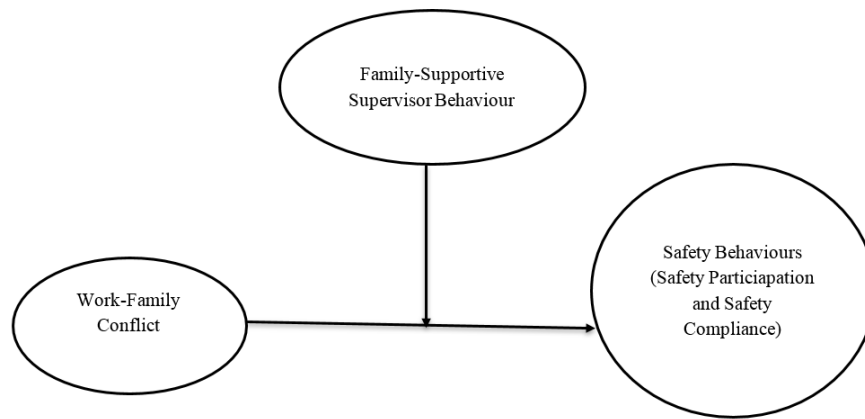 Family-Supportive
Supervisor Behaviour
Safety Behaviours
(Safety Particiapation
and Safety
Compliance)
Work-Family
Conflict